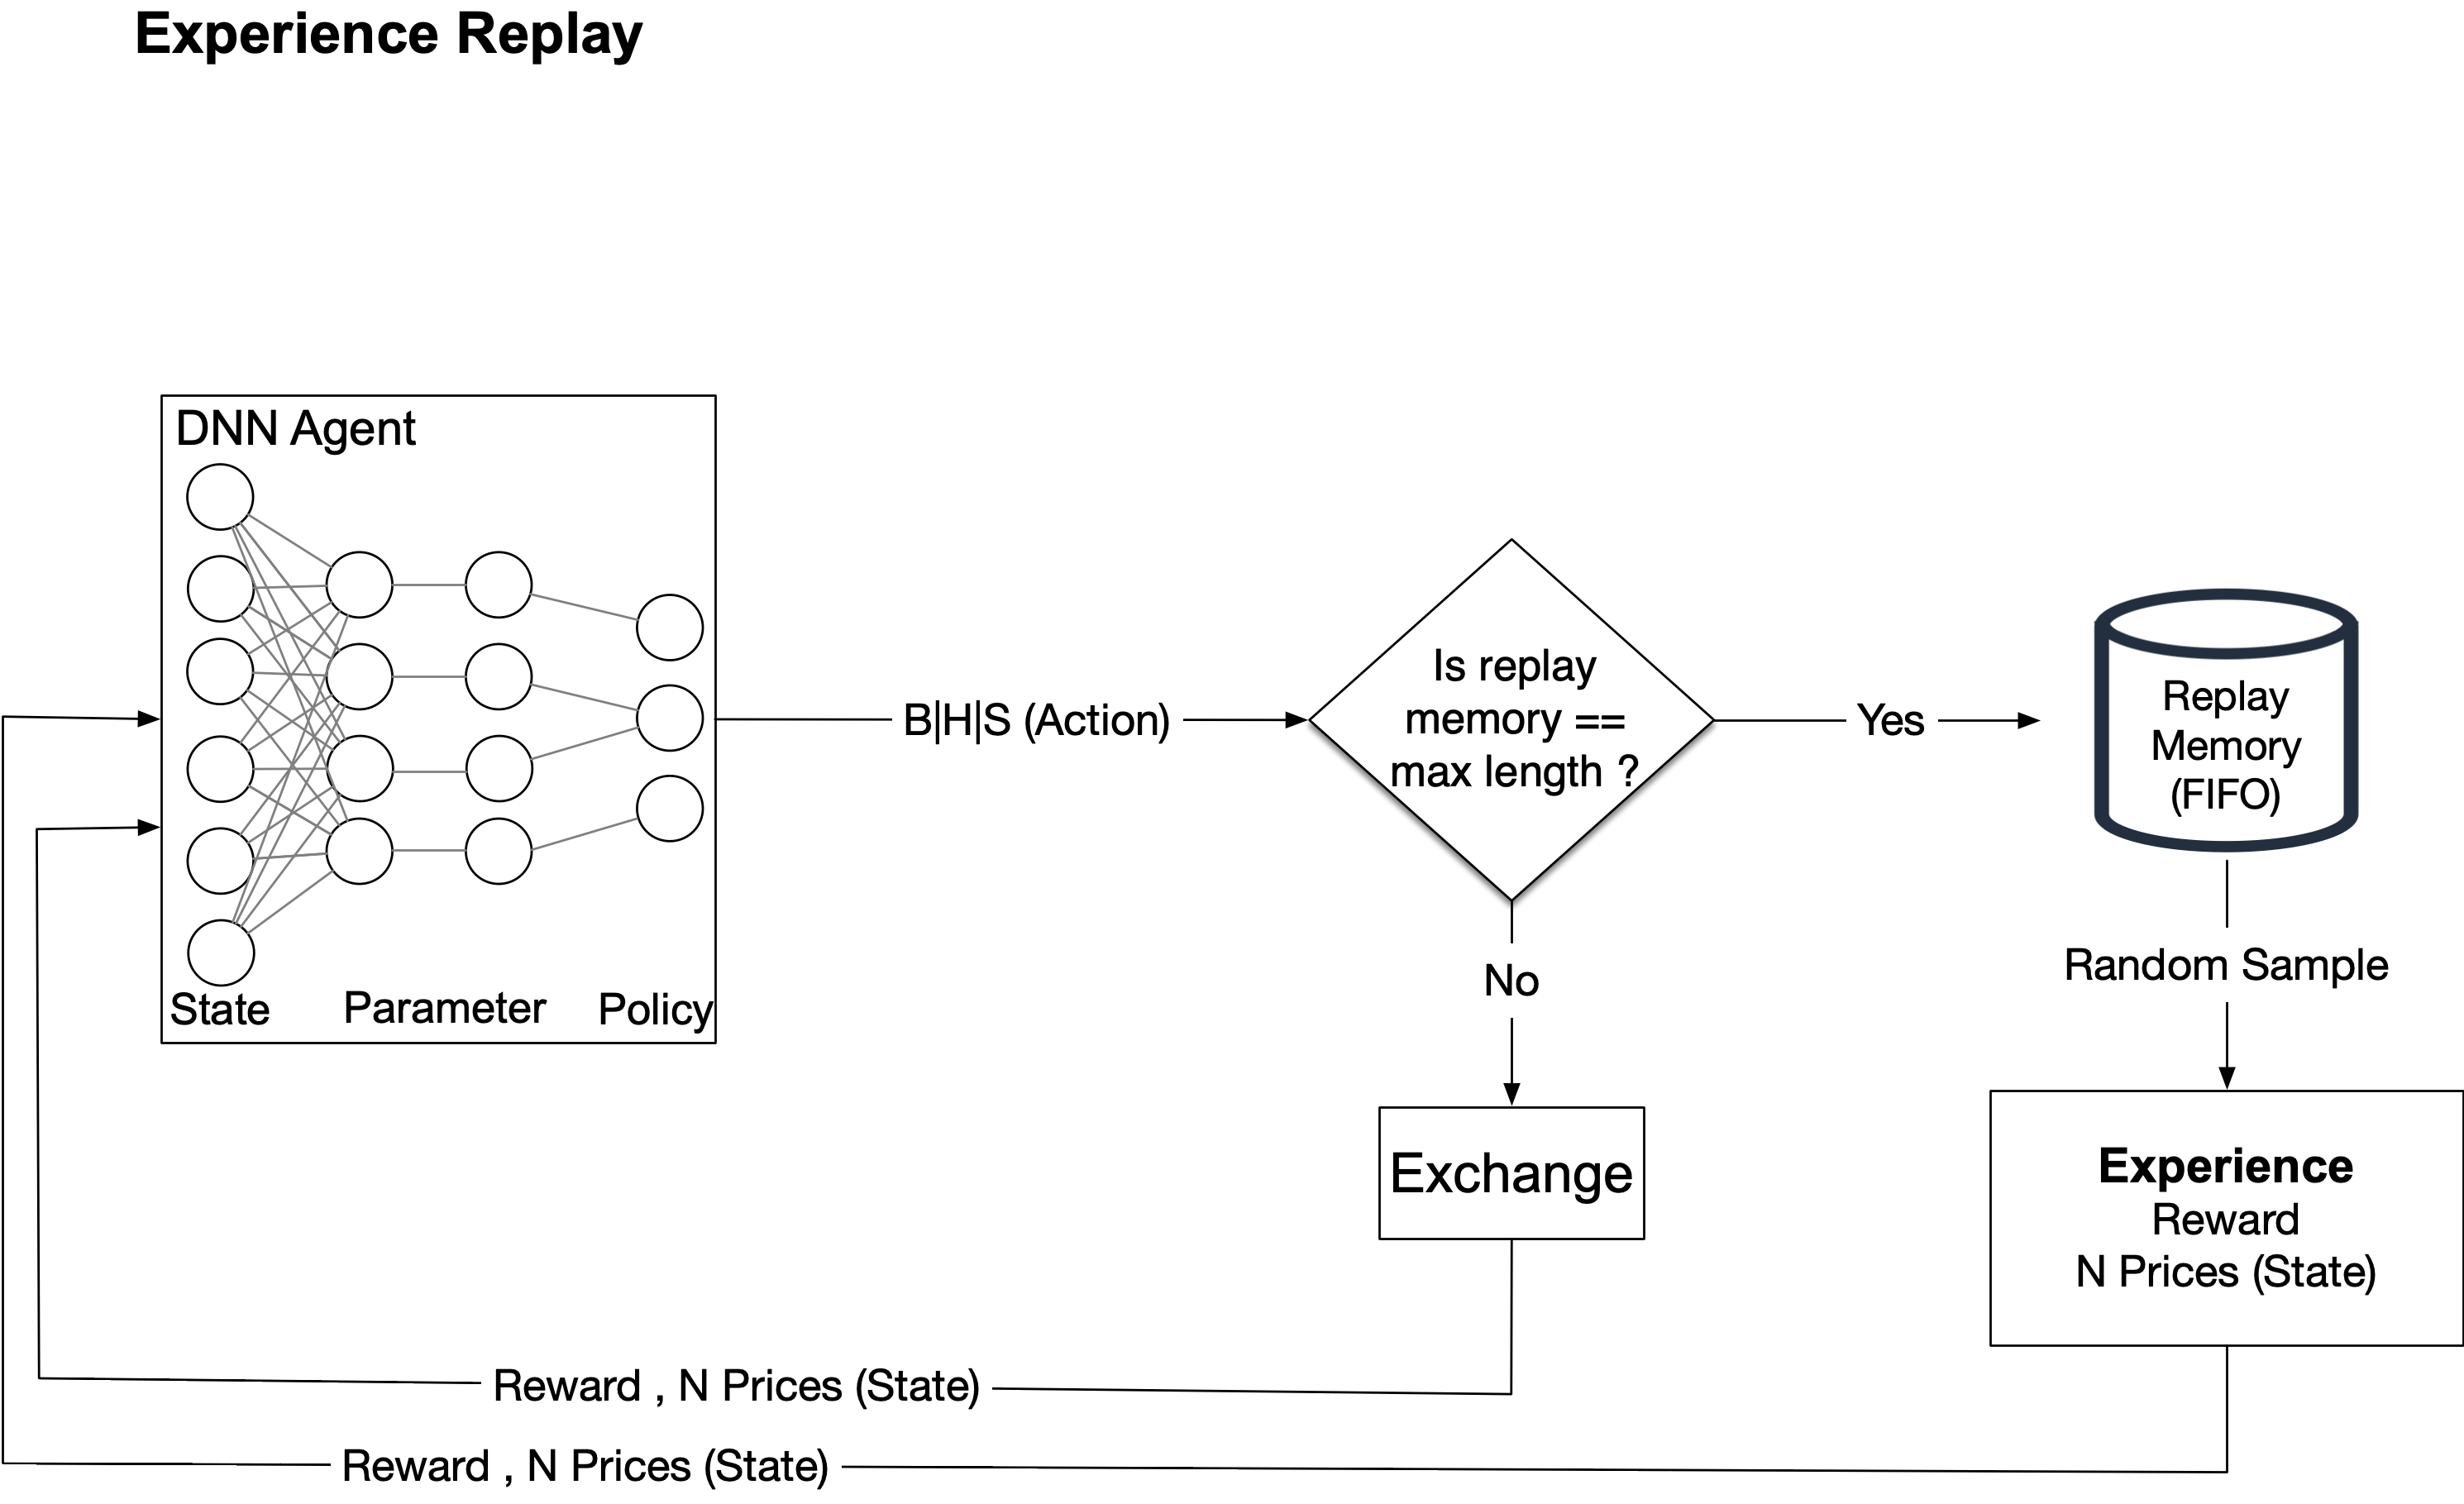 Experience Replay
DNN Agent
State
Parameter
Policy
B|H|S (Action)
Is replay
memory ==
max length ?
Yes
No
Replay
Memory
(FIFO)
Random Sample
Exchange
Experience
Reward
N Prices (State)
Reward , N Prices (State)
Reward , N Prices (State)